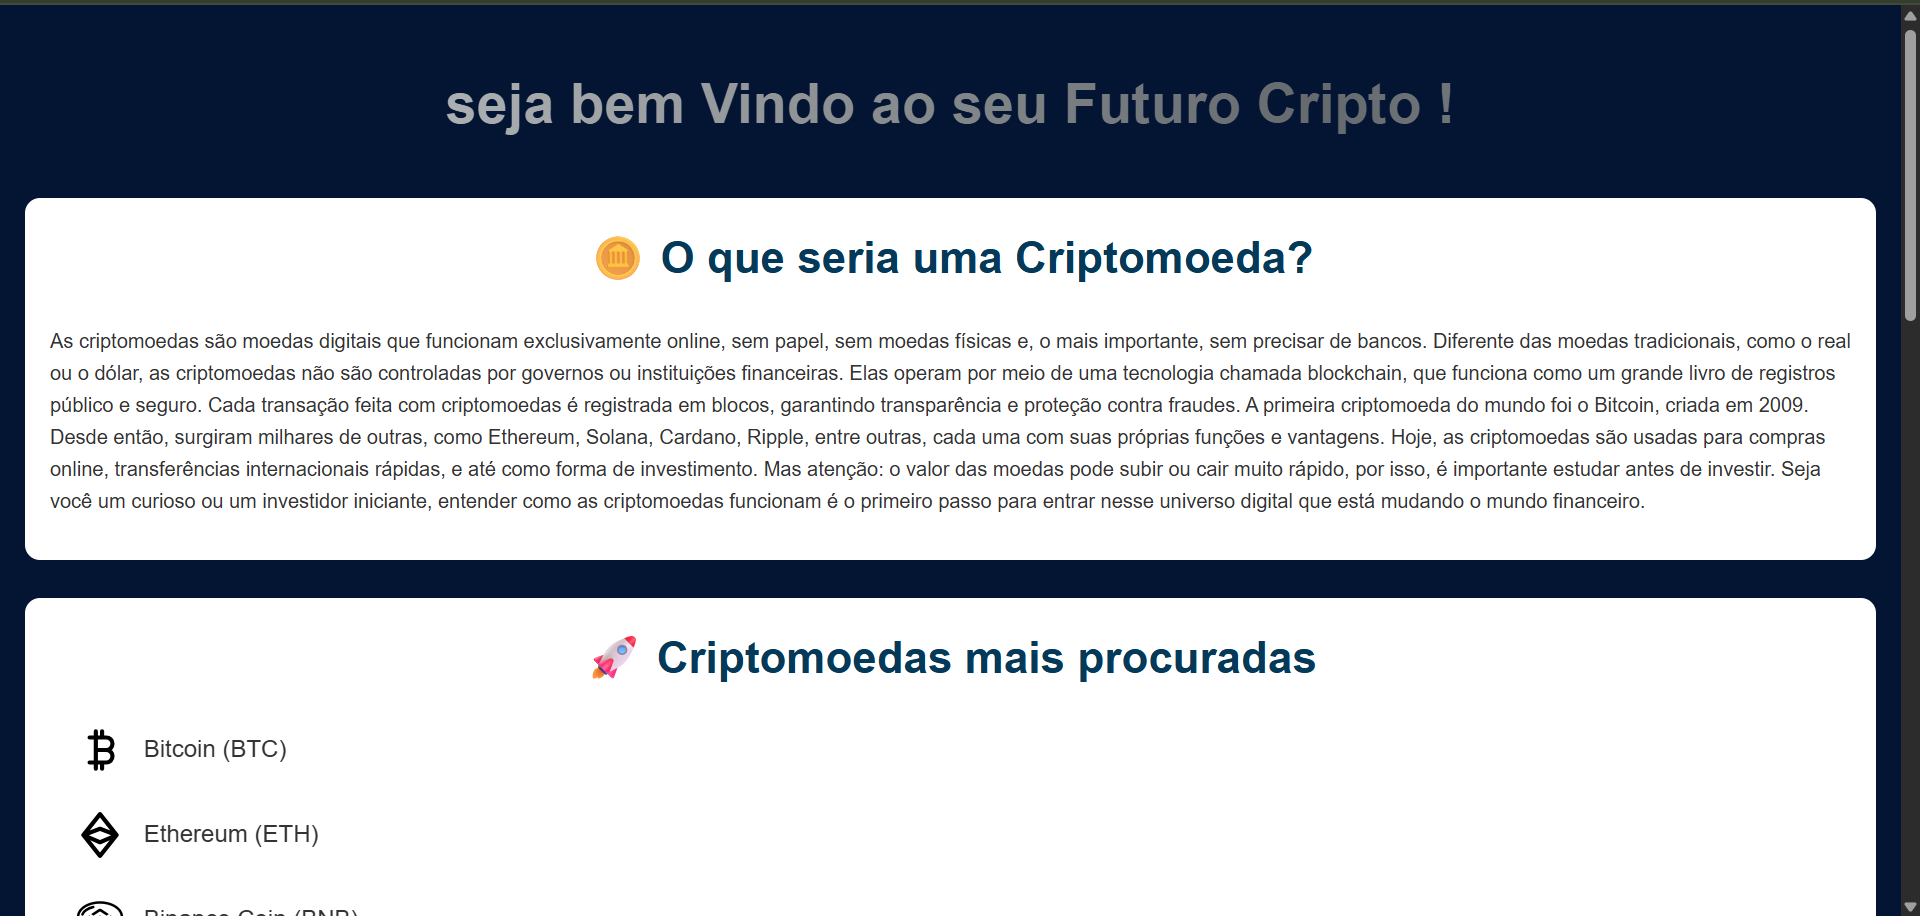 seja bem Vindo ao seu Futuro Cripto !
O que seria uma Criptomoeda?
As criptomoedas são moedas digitais que funcionam exclusivamente online, sem papel, sem moedas físicas e, o mais importante, sem precisar de bancos. Diferente das moedas tradicionais, como o real
ou o dólar, as criptomoedas não são controladas por governos ou instituições financeiras. Elas operam por meio de uma tecnologia chamada blockchain, que funciona como um grande livro de registros
público e seguro. Cada transação feita com criptomoedas é registrada em blocos, garantindo transparência e proteção contra fraudes. A primeira criptomoeda do mundo foi o Bitcoin, criada em 2009.
Desde então, surgiram milhares de outras, como Ethereum, Solana, Cardano, Ripple, entre outras, cada uma com suas próprias funções e vantagens. Hoje, as criptomoedas são usadas para compras
online, transferências internacionais rápidas, e até como forma de investimento. Mas atenção: o valor das moedas pode subir ou cair muito rápido, por isso, é importante estudar antes de investir. Seja
você um curioso ou um investidor iniciante, entender como as criptomoedas funcionam é o primeiro passo para entrar nesse universo digital que está mudando o mundo financeiro.
Criptomoedas mais procuradas
Bitcoin (BTC)
Ethereum (ETH)
Binance Coin (BNB)